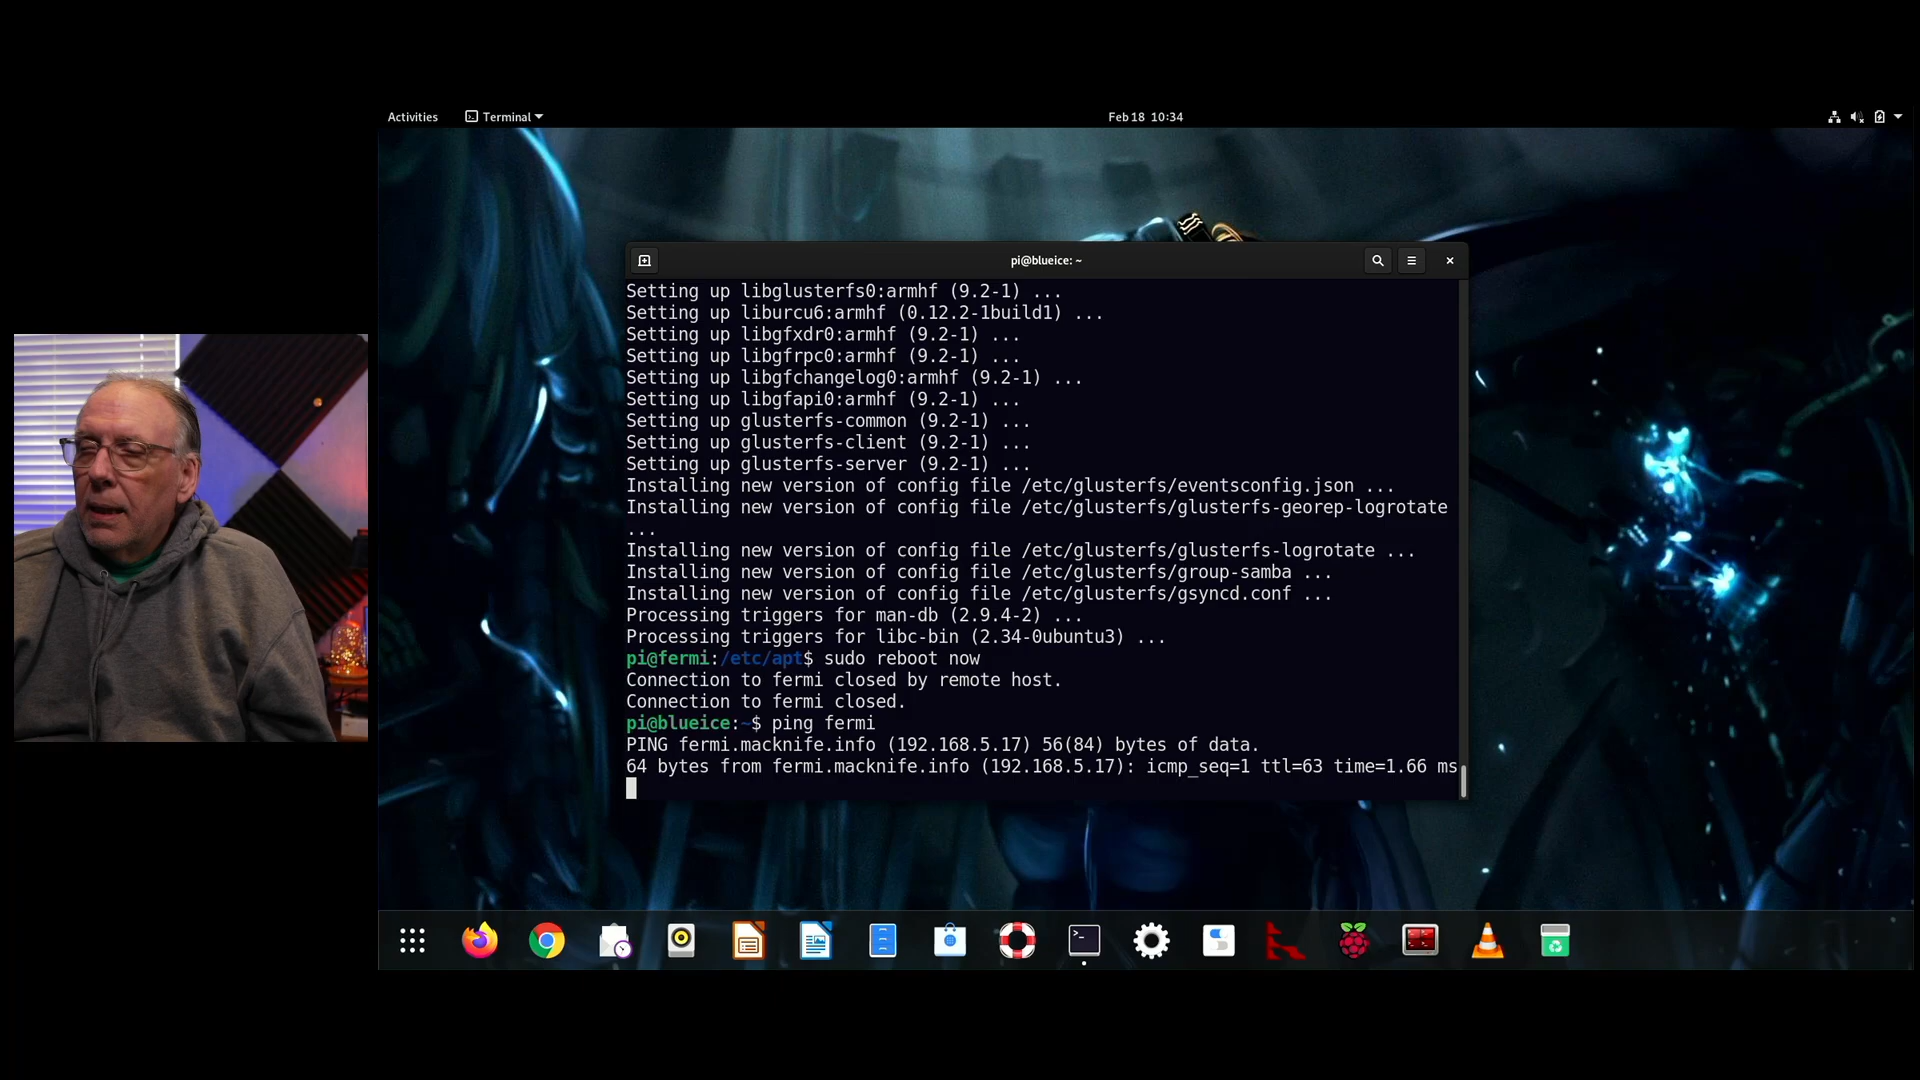 Activities
Terminal
Feb 18 10:34
pi@blueice: ~
Setting up libglusterfs0:armhf (9.2-1) ...
Setting up liburcu6:armhf (0.12.2-1build1) ...
Setting up libgfxdr0:armhf (9.2-1) ...
Setting up libgfrpc0:armhf (9.2-1) ...
Setting up libgfchangelog0:armhf (9.2-1) ...
Setting up libgfapi0:armhf (9.2-1) ...
Setting up glusterfs-common (9.2-1) ...
Setting up glusterfs-client (9.2-1) ...
Setting up glusterfs-server (9.2-1) ...
Installing new version of config file /etc/glusterfs/eventsconfig.json ...
Installing new version of config file /etc/glusterfs/glusterfs-georep-logrotate
...
Installing new version of config file /etc/glusterfs/glusterfs-logrotate ...
Installing new version of config file /etc/glusterfs/group-samba ...
Installing new version of config file /etc/glusterfs/gsyncd.conf ...
Processing triggers for man-db (2.9.4-2) ...
Processing triggers for libc-bin (2.34-0ubuntu3) ...
pi@fermi:/etc/apt$ sudo reboot now
Connection to fermi closed by remote host.
Connection to fermi closed.
pi@blueice:~$ ping fermi
PING fermi.macknife.info (192.168.5.17) 56(84) bytes of data.
64 bytes from fermi.macknife.info (192.168.5.17): icmp_seq=1 ttl=63 time=1.66 ms